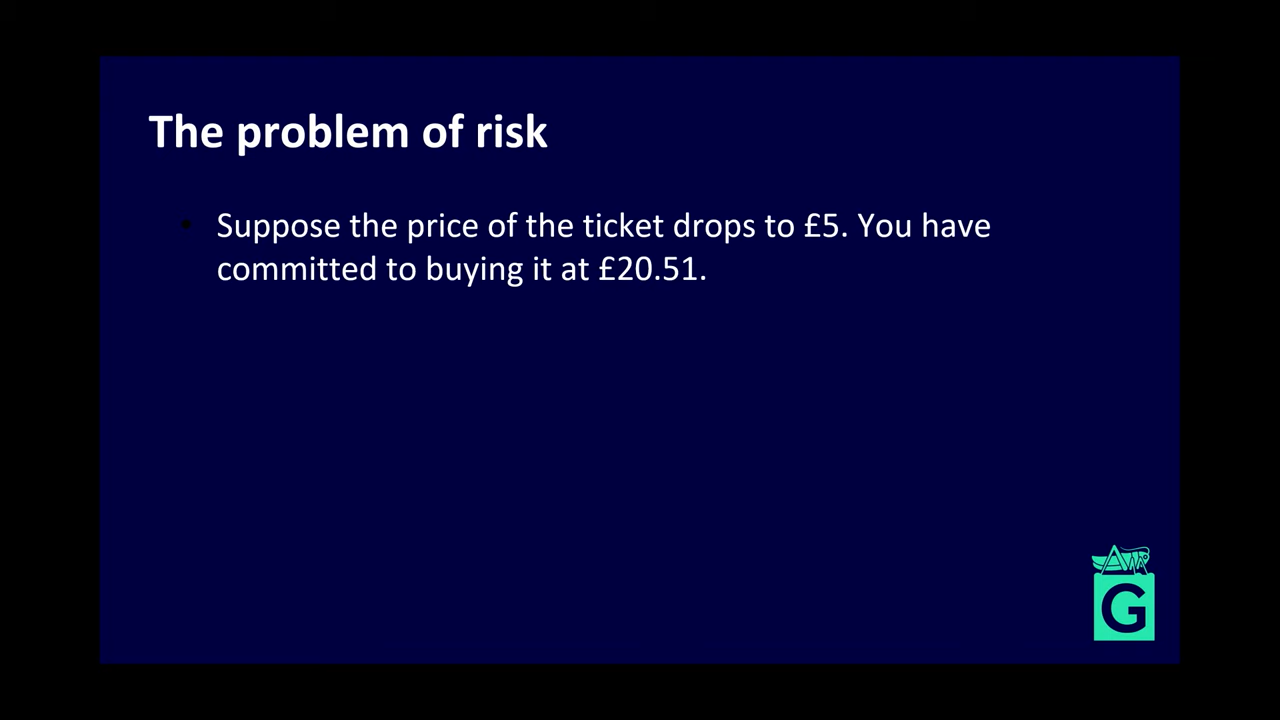 The problem of risk
• Suppose the price of the ticket drops to £5. You have
committed to buying it at £20.51.
G